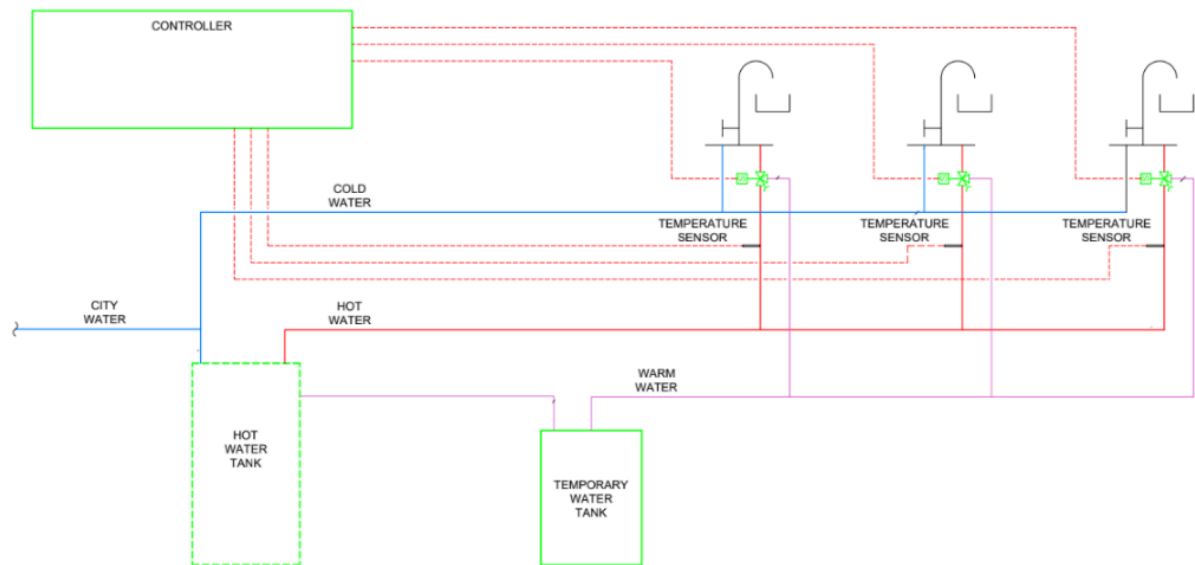 CONTROLLER
COLD
WATER
TEMPERATURE
SENSOR
TEMPERATURE
SENSOR
TEMPERATURE
SENSOR
CITY
WATER
HOT
WATER
WARM
WATER
HOT
WATER
TANK
TEMPORARY
WATER
TANK